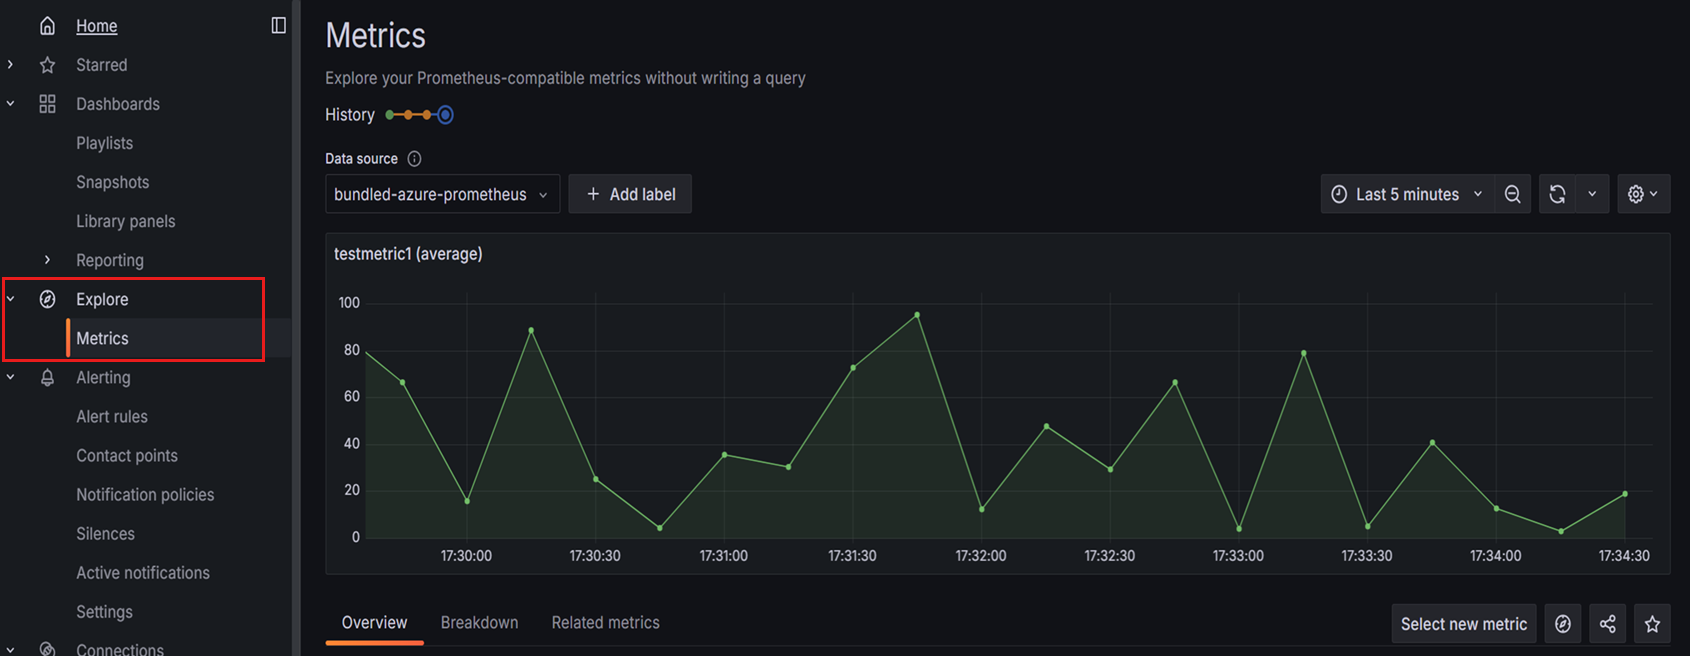 Home
Starred
Dashboards
Playlists
Snapshots
Library panels
Reporting
Explore
Metrics
Alerting
Alert rules
Contact points
Notification policies
Silences
Active notifications
Settings
Connections
Metrics
Explore your Prometheus-compatible metrics without writing a query
History
Data source
bundled-azure-prometheus
+ Add label
Last 5 minutes
testmetric1 (average)
100
80
60
40
20
0
17:30:00 17:30:30 17:31:00 17:31:30 17:32:00 17:32:30 17:33:00 17:33:30 17:34:00 17:34:30
Overview Breakdown Related metrics
Select new metric